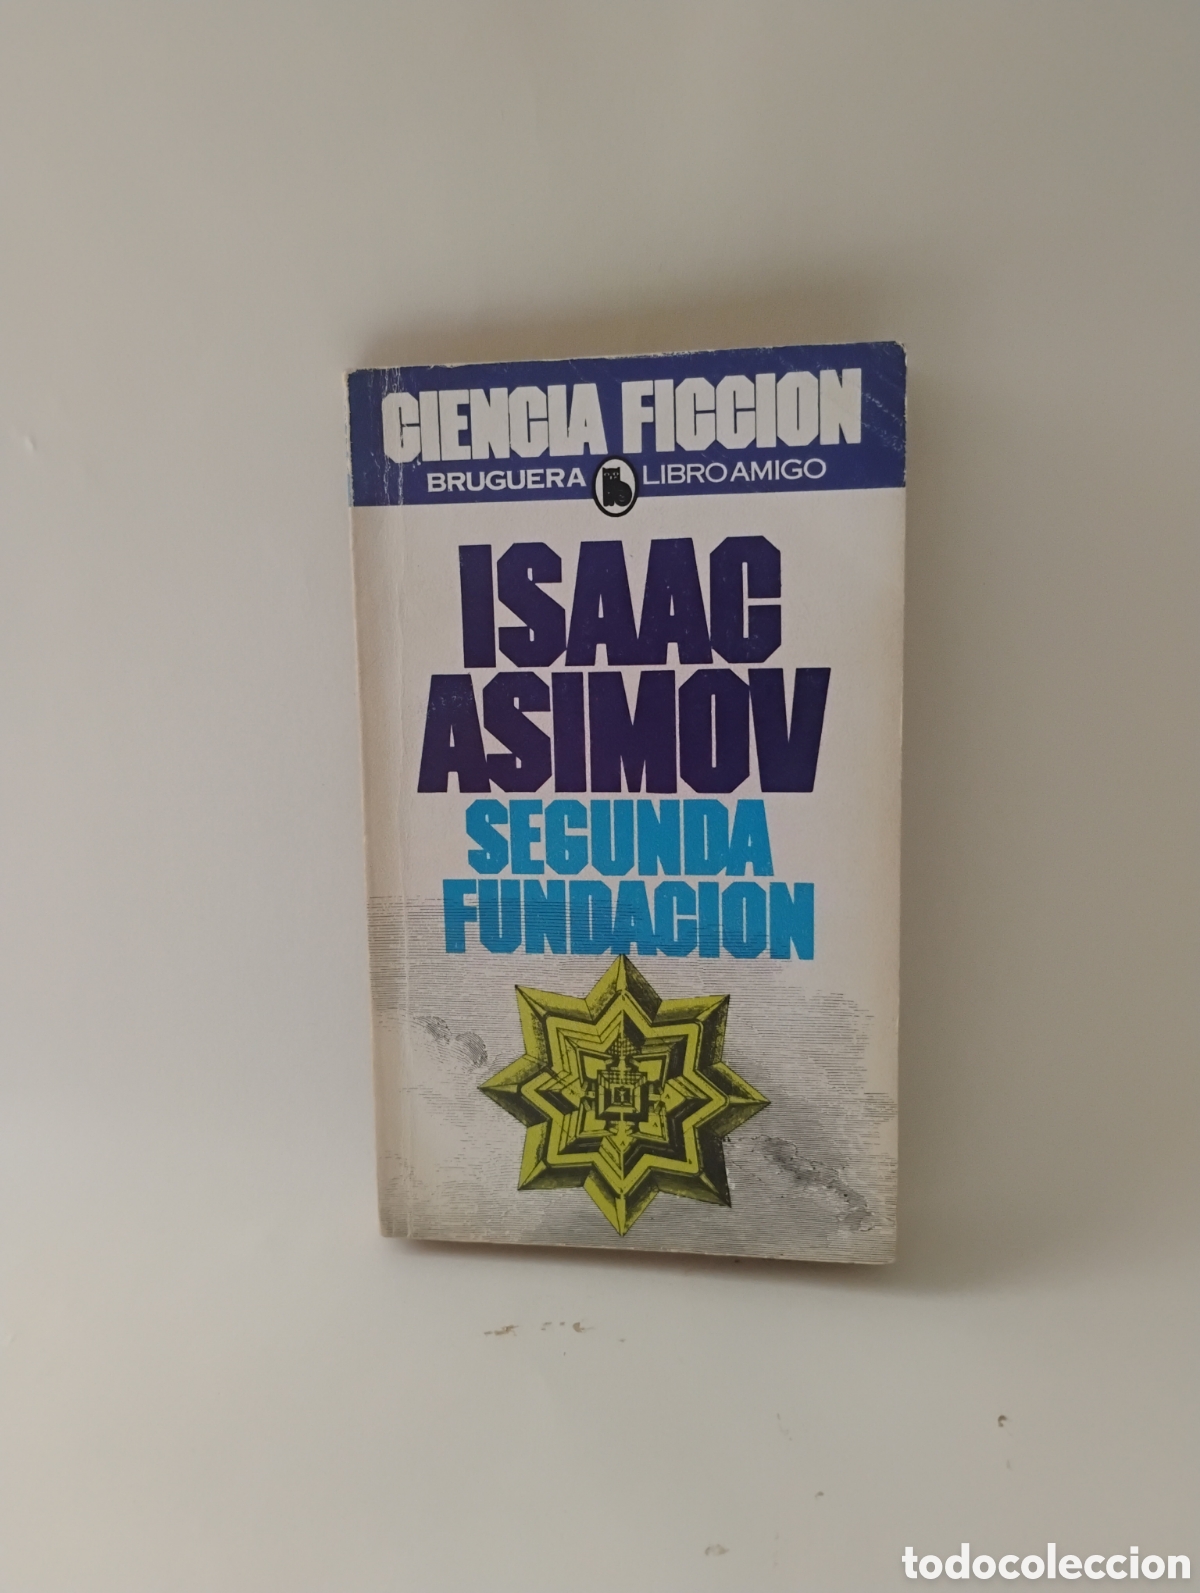 CIENCIA FICCION
BRUGUERA LIBRO AMIGO
ISAAC
ASIMOV
SEGUNDA
FUNDACION
todocoleccion